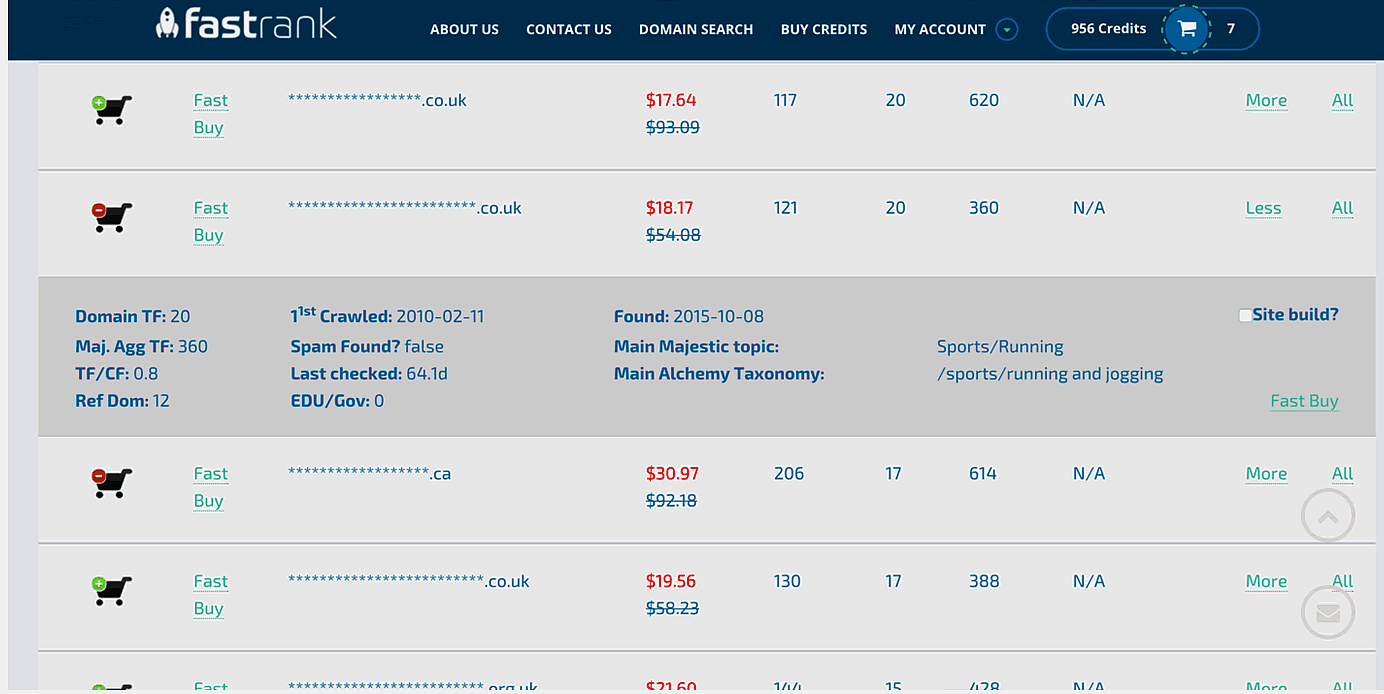 fastrank
ABOUT US CONTACT US DOMAIN SEARCH BUY CREDITS MY ACCOUNT 956 Credits 7
Fast Buy *****************.co.uk $17.64 117 20 620 N/A More All
$93.09
Fast Buy ************************.co.uk $18.17 121 20 360 N/A Less All
$54.08
Domain TF: 20 11st Crawled: 2010-02-11 Found: 2015-10-08 Site build?
Maj. Agg TF: 360 Spam Found? false Main Majestic topic: Sports/Running
TF/CF: 0.8 Last checked: 64.1d Main Alchemy Taxonomy: /sports/running and jogging
Ref Dom: 12 EDU/Gov: 0 Fast Buy
Fast Buy ******************.ca $30.97 206 17 614 N/A More All
$92.18
Fast Buy *************************.co.uk $19.56 130 17 388 N/A More All
$58.23
Fast *************************.org.uk $21.60 144 15 428 N/A More All